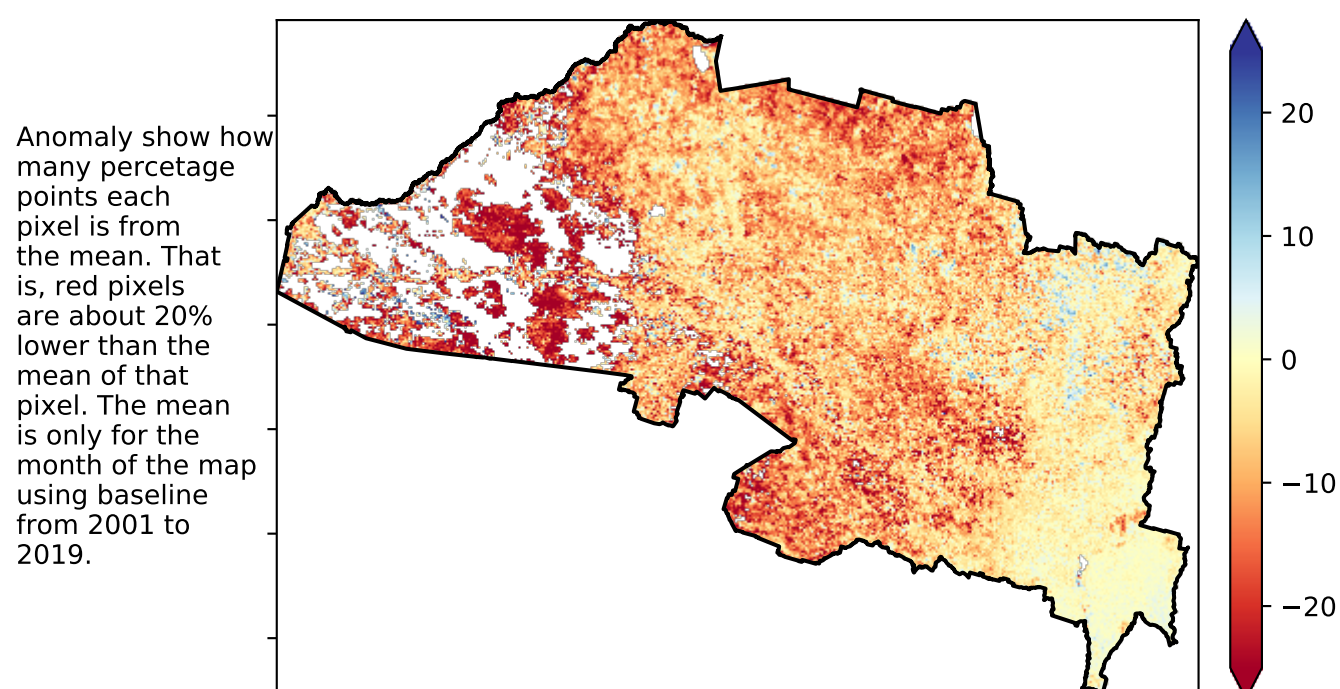 Anomaly show how
many percetage
points each
pixel is from
the mean. That
is, red pixels
are about 20%
lower than the
mean of that
pixel. The mean
is only for the
month of the map
using baseline
from 2001 to
2019.
20
10
0
−10
−20